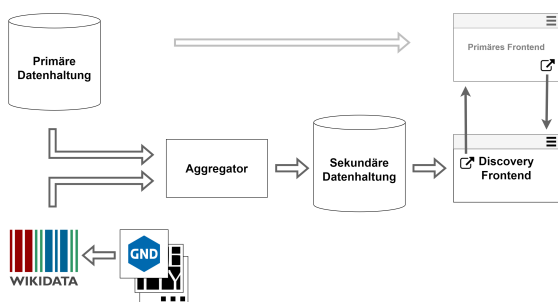 Primäre
Datenhaltung
Primäres Frontend
Aggregator
Sekundäre
Datenhaltung
Discovery
Frontend
GND
WIKIDATA